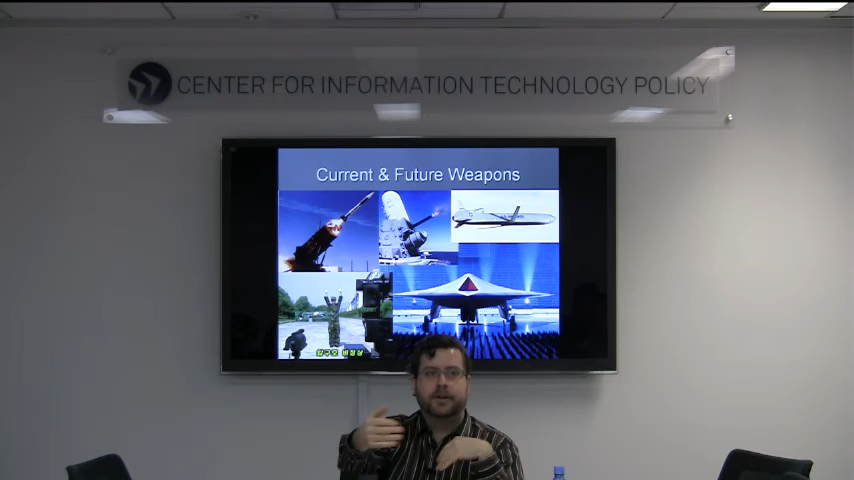 CENTER FOR INFORMATION TECHNOLOGY POLICY
Current & Future Weapons